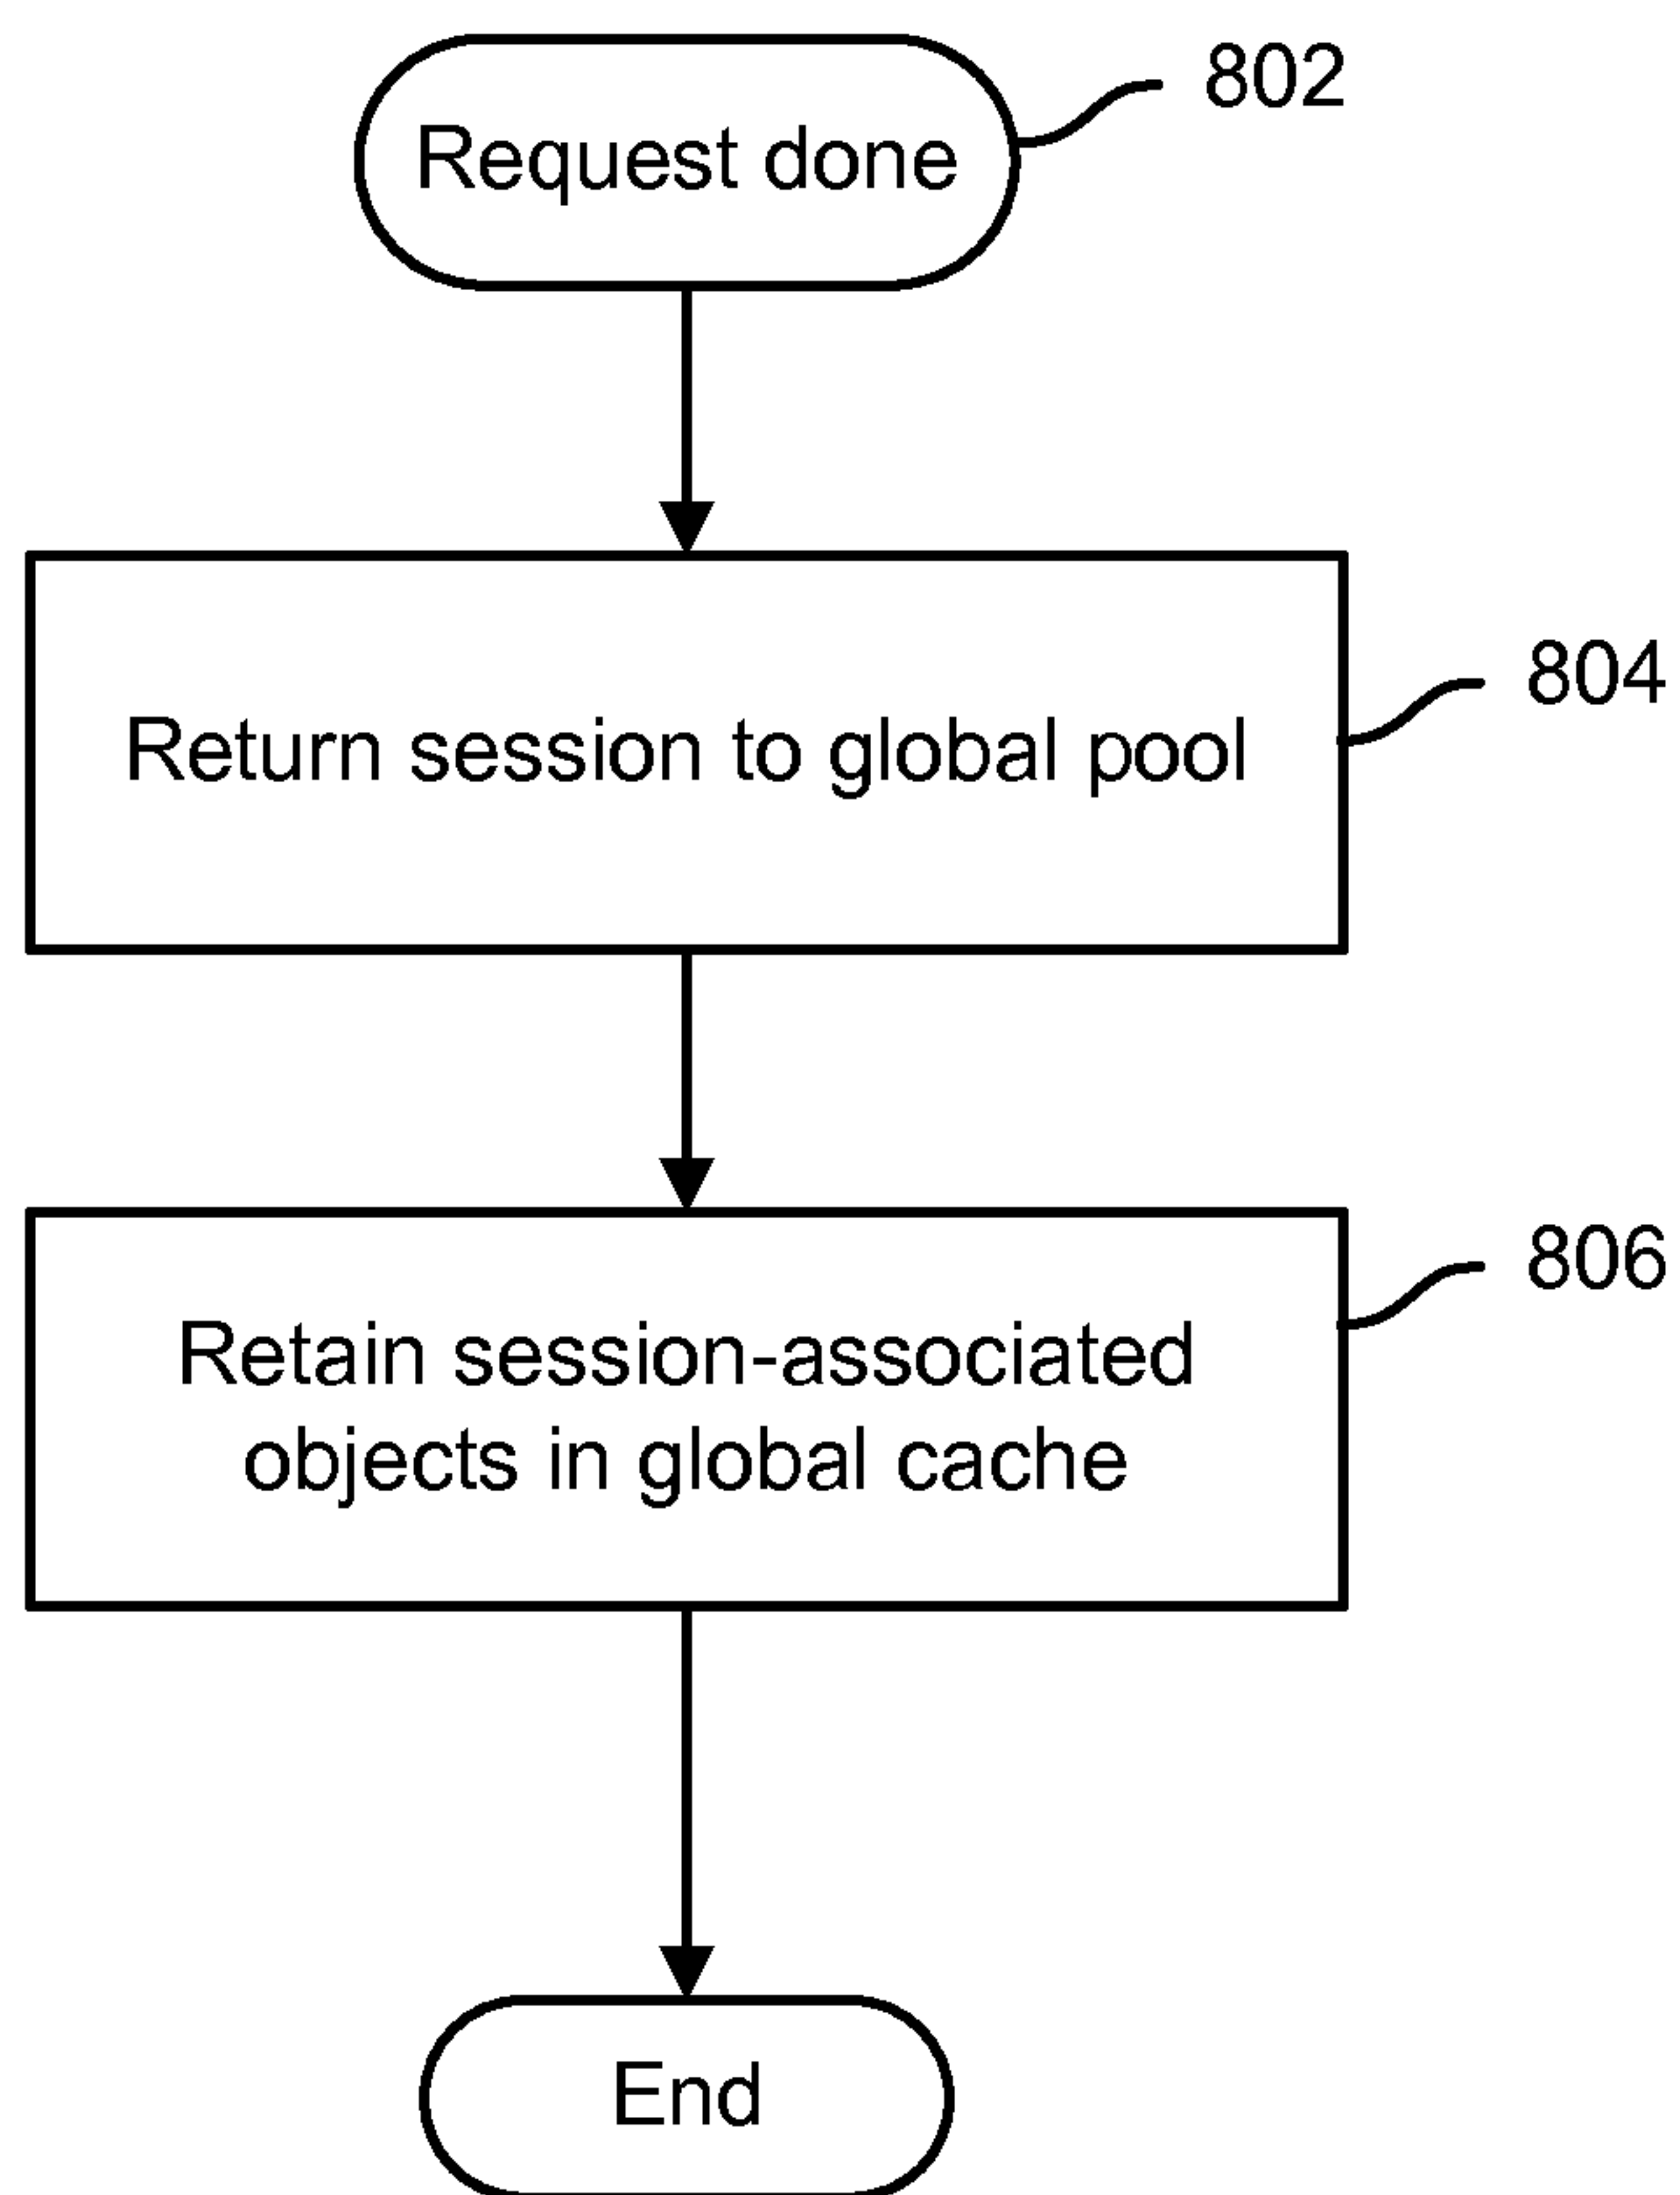 Request done
802
Return session to global pool
804
Retain session-associated
objects in global cache
806
End